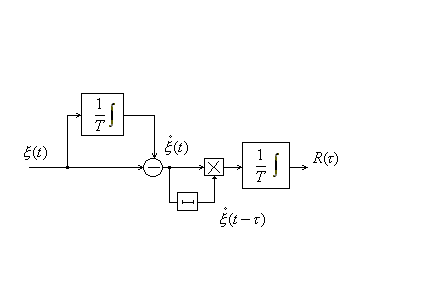 1/T ∫
ξ(t)
ξ̊(t)
−
×
1/T ∫
R(τ)
ξ̊(t − τ)